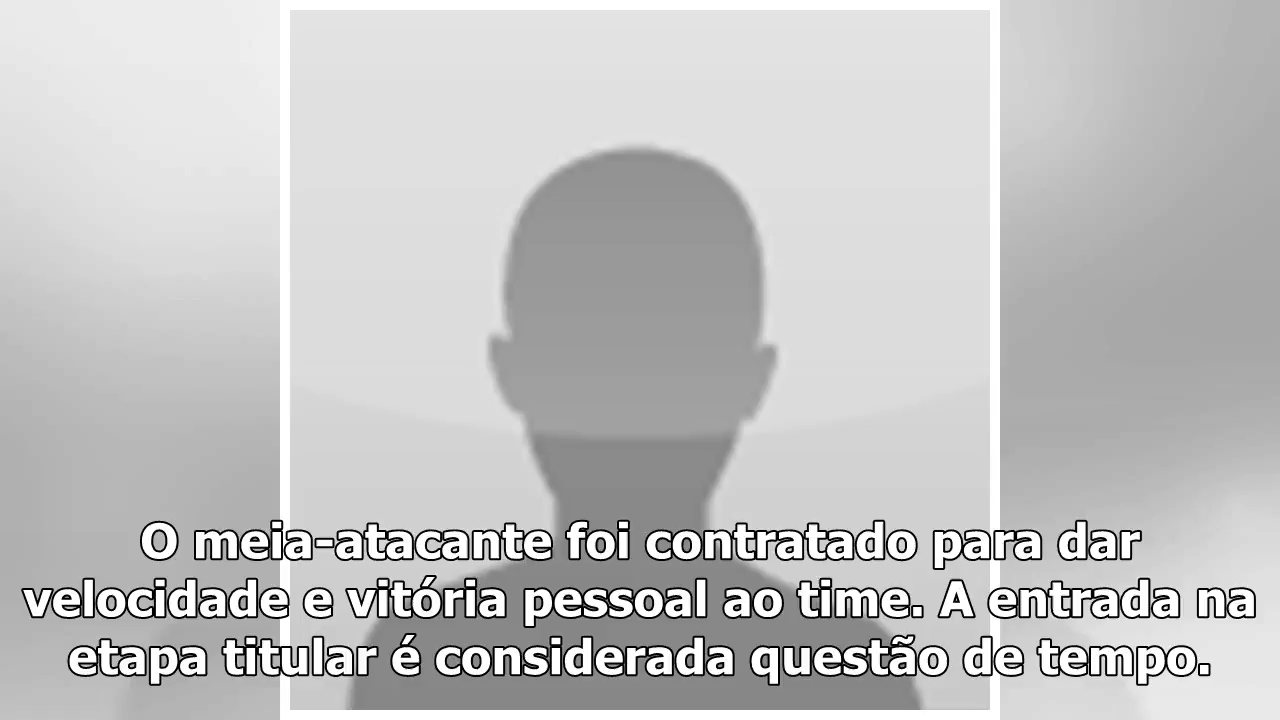 O meia-atacante foi contratado para dar
velocidade e vitória pessoal ao time. A entrada na
etapa titular é considerada questão de tempo.